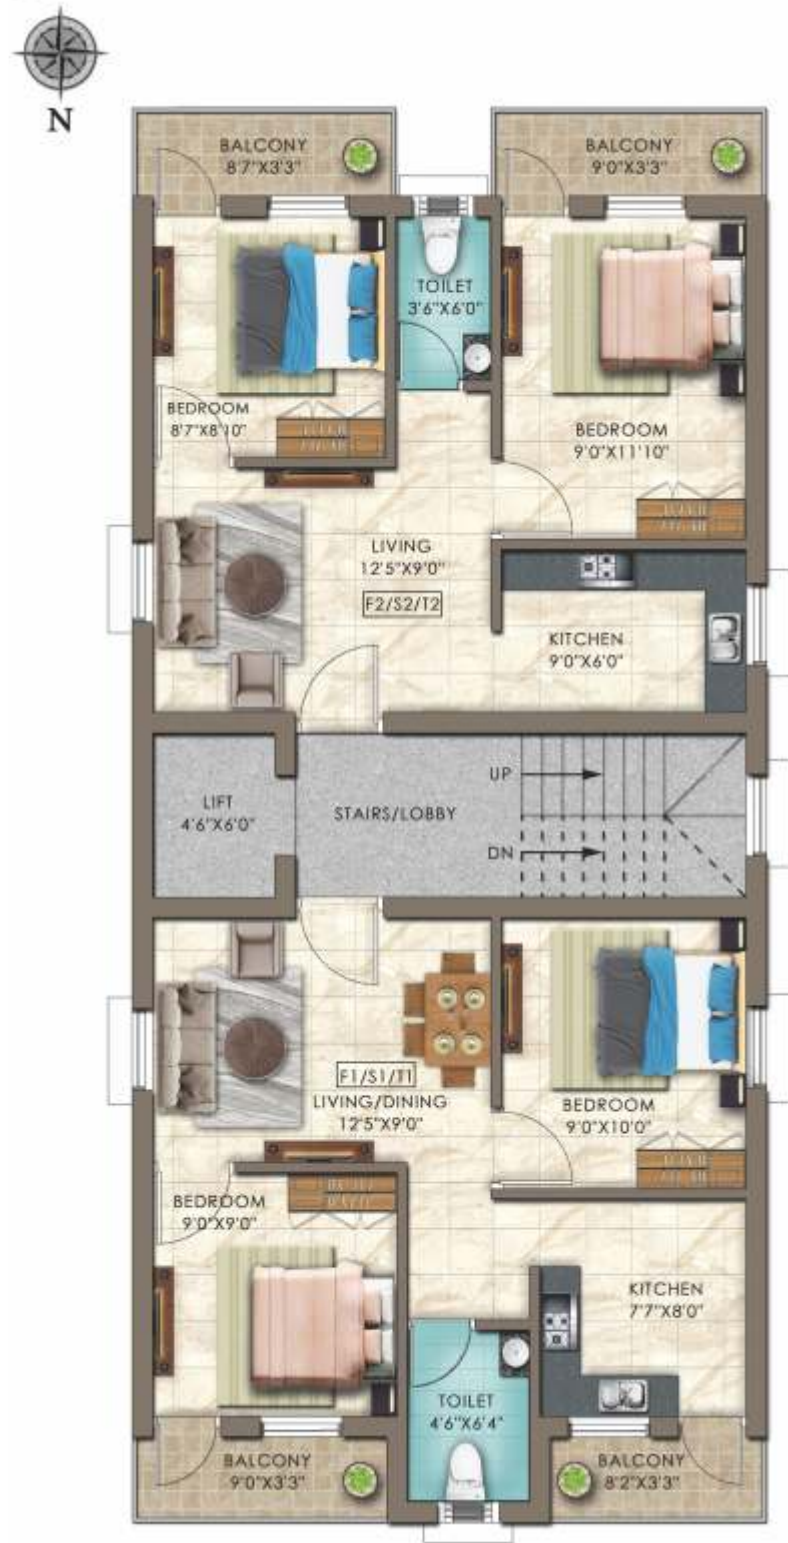 N
BALCONY
8'7"X3'3"
BALCONY
9'0"X3'3"
TOILET
3'6"X6'0"
BEDROOM
8'7"X8'10"
BEDROOM
9'0"X11'10"
LIVING
12'5"X9'0"
F2/S2/T2
KITCHEN
9'0"X6'0"
LIFT
4'6"X6'0"
STAIRS/LOBBY
UP
DN
F1/S1/T1
LIVING/DINING
12'5"X9'0"
BEDROOM
9'0"X10'0"
BEDROOM
9'0"X9'0"
KITCHEN
7'7"X8'0"
TOILET
4'6"X6'4"
BALCONY
9'0"X3'3"
BALCONY
8'2"X3'3"